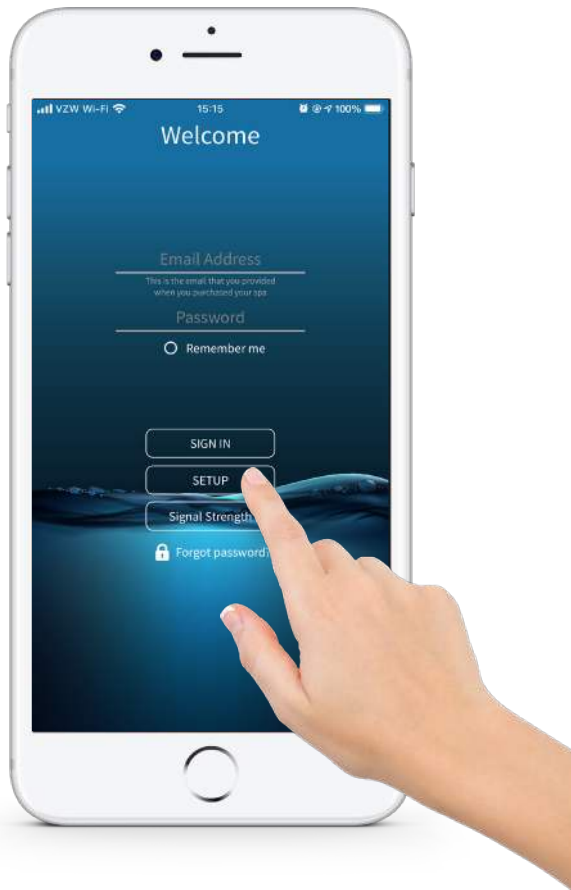 VZW Wi-Fi 15:15 100%
Welcome
Email Address
This is the email that you provided
when you purchased your spa
Password
Remember me
SIGN IN
SETUP
Signal Strength
Forgot password?